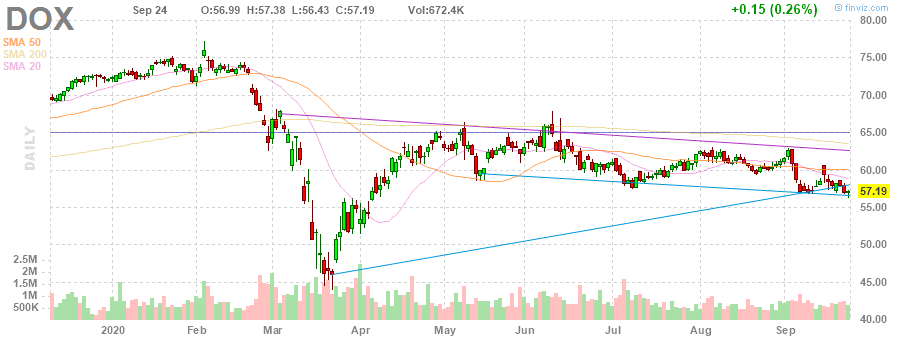 DOX Sep 24 O:56.99 H:57.38 L:56.43 C:57.19 Vol:672.4K +0.15 (0.26%) © finviz.com
SMA 50
SMA 200
SMA 20
DAILY
80.00
75.00
70.00
65.00
60.00
57.19
55.00
50.00
45.00
40.00
2.5M
2M
1.5M
1M
500K
2020 Feb Mar Apr May Jun Jul Aug Sep